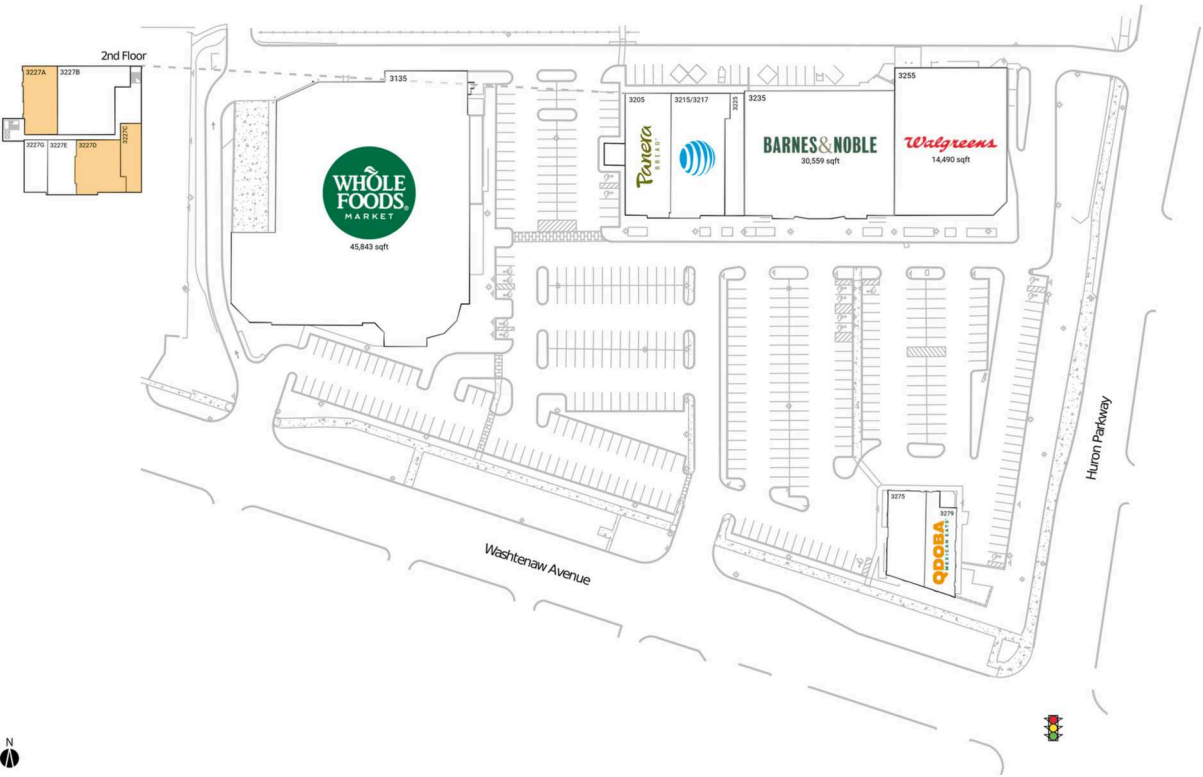 2nd Floor
3227A
3227B
3227G
3227E
3227D
3227C
3135
WHOLE
FOODS
MARKET
45,843 sqft
3205
Panera
BREAD
3215/3217
3225
3235
BARNES&NOBLE
30,559 sqft
3255
Walgreens
14,490 sqft
Huron Parkway
3275
3279
QDOBA
MEXICAN EATS
Washtenaw Avenue
N